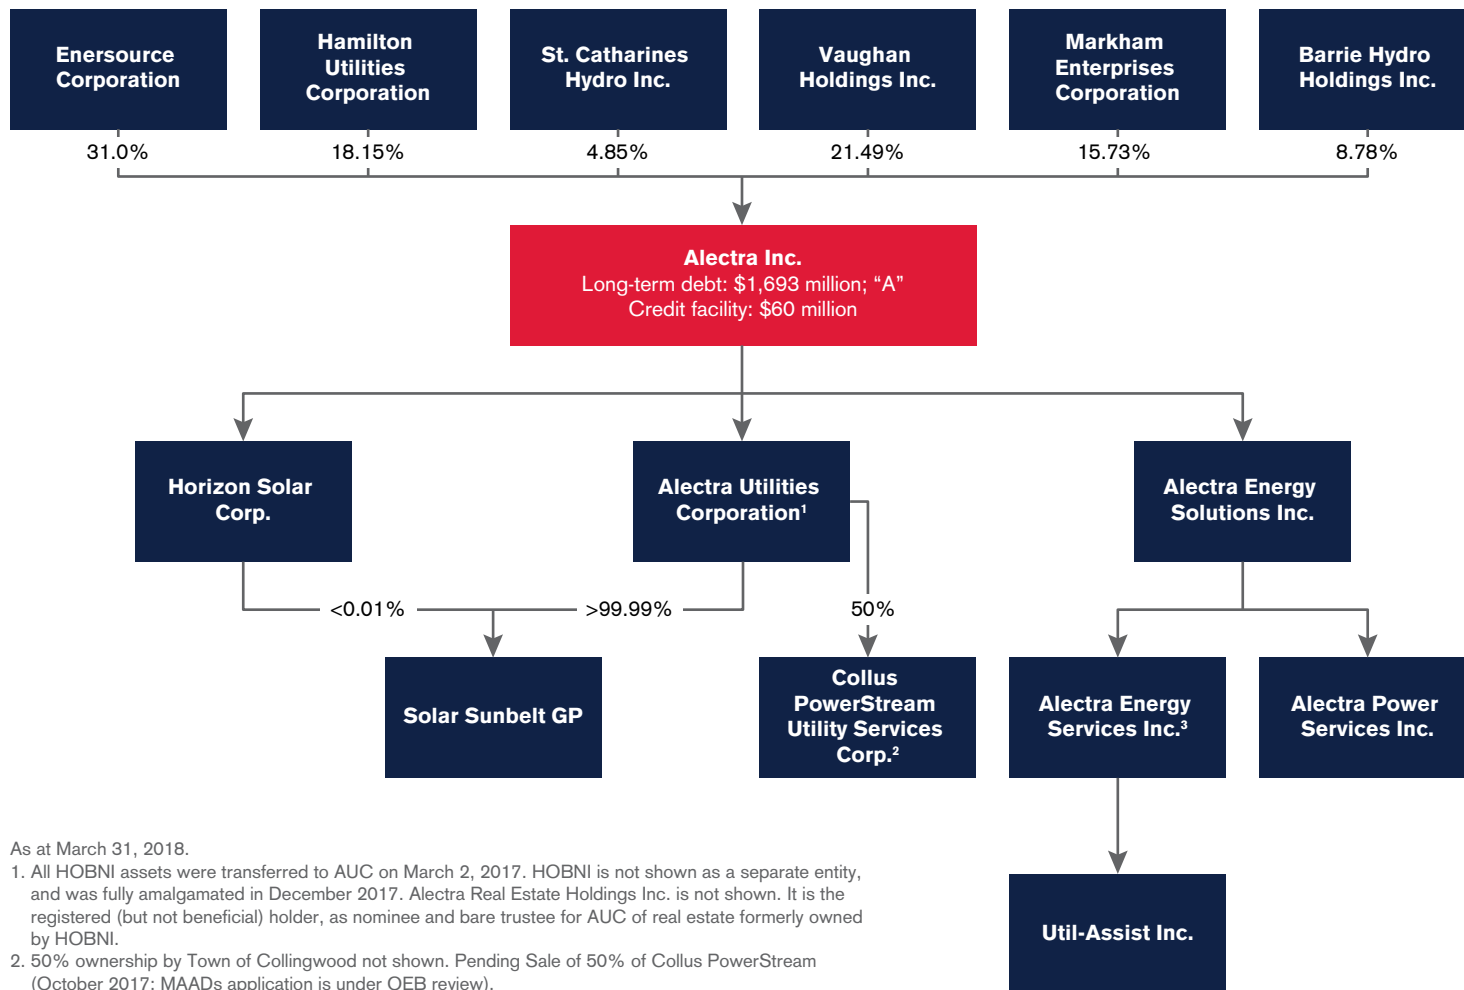 Enersource
Corporation
Hamilton
Utilities
Corporation
St. Catharines
Hydro Inc.
Vaughan
Holdings Inc.
Markham
Enterprises
Corporation
Barrie Hydro
Holdings Inc.
31.0%
18.15%
4.85%
21.49%
15.73%
8.78%
Alectra Inc.
Long-term debt: $1,693 million; “A”
Credit facility: $60 million
Horizon Solar
Corp.
Alectra Utilities
Corporation¹
Alectra Energy
Solutions Inc.
<0.01%
>99.99%
50%
Solar Sunbelt GP
Collus
PowerStream
Utility Services
Corp.²
Alectra Energy
Services Inc.³
Alectra Power
Services Inc.
Util-Assist Inc.
As at March 31, 2018.
1. All HOBNI assets were transferred to AUC on March 2, 2017. HOBNI is not shown as a separate entity,
and was fully amalgamated in December 2017. Alectra Real Estate Holdings Inc. is not shown. It is the
registered (but not beneficial) holder, as nominee and bare trustee for AUC of real estate formerly owned
by HOBNI.
2. 50% ownership by Town of Collingwood not shown. Pending Sale of 50% of Collus PowerStream
(October 2017; MAADs application is under OEB review).